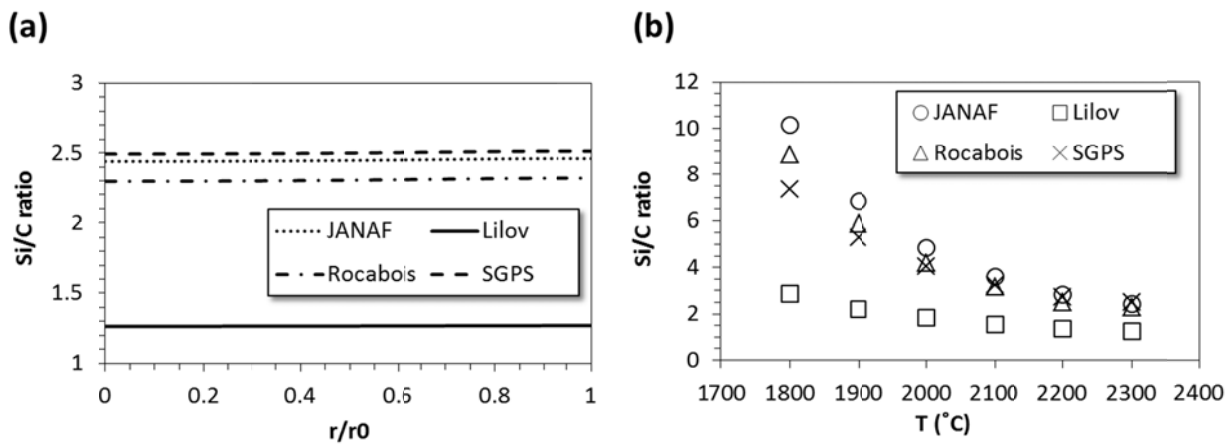 (a)
3
2.5
2
1.5
1
Si/C ratio
JANAF Lilov
Rocabois SGPS
0 0.2 0.4 0.6 0.8 1
r/r0
(b)
12
10
8
6
4
2
0
Si/C ratio
JANAF Lilov
Rocabois SGPS
1700 1800 1900 2000 2100 2200 2300 2400
T (˚C)